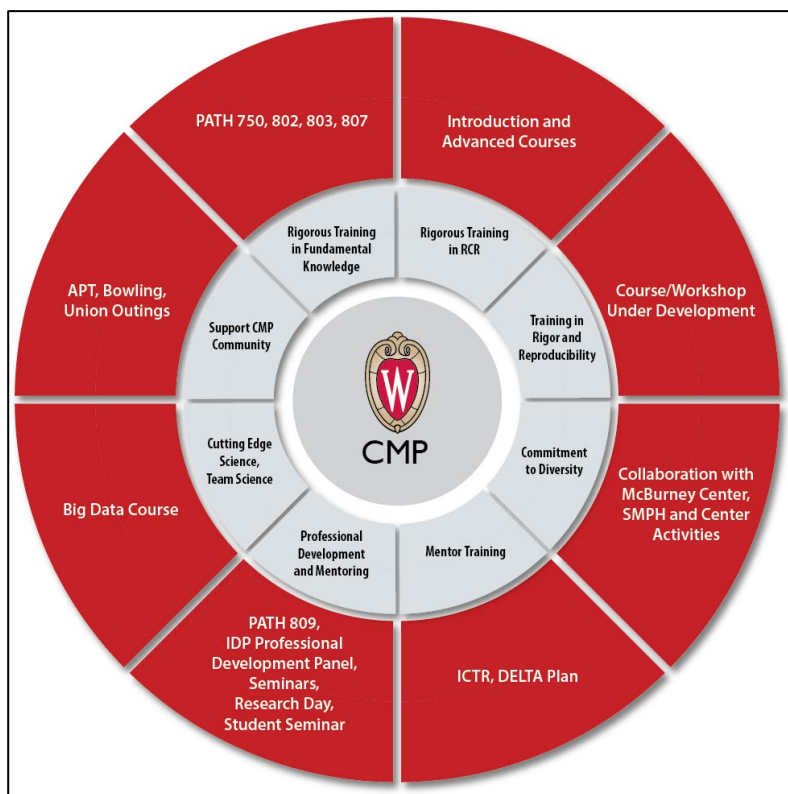 PATH 750, 802, 803, 807
Introduction and
Advanced Courses
Rigorous Training
in Fundamental
Knowledge
Rigorous Training
in RCR
APT, Bowling,
Union Outings
Support CMP
Community
Training in
Rigor and
Reproducibility
Course/Workshop
Under Development
W
CMP
Big Data Course
Cutting Edge
Science,
Team Science
Commitment
to Diversity
Collaboration with
McBurney Center,
SMPH and Center
Activities
Professional
Development
and Mentoring
Mentor Training
PATH 809,
IDP Professional
Development Panel,
Seminars,
Research Day,
Student Seminar
ICTR, DELTA Plan